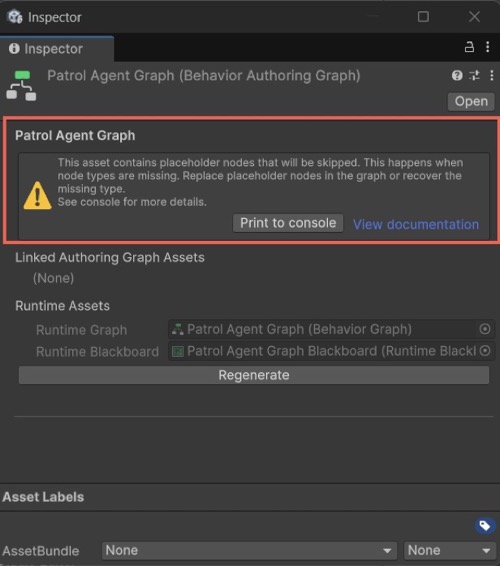 Inspector
Inspector
Patrol Agent Graph (Behavior Authoring Graph)
Open
Patrol Agent Graph
This asset contains placeholder nodes that will be skipped. This happens when
node types are missing. Replace placeholder nodes in the graph or recover the
missing type.
See console for more details.
Print to console View documentation
Linked Authoring Graph Assets
(None)
Runtime Assets
Runtime Graph Patrol Agent Graph (Behavior Graph)
Runtime Blackboard Patrol Agent Graph Blackboard (Runtime Blackl
Regenerate
Asset Labels
AssetBundle None None